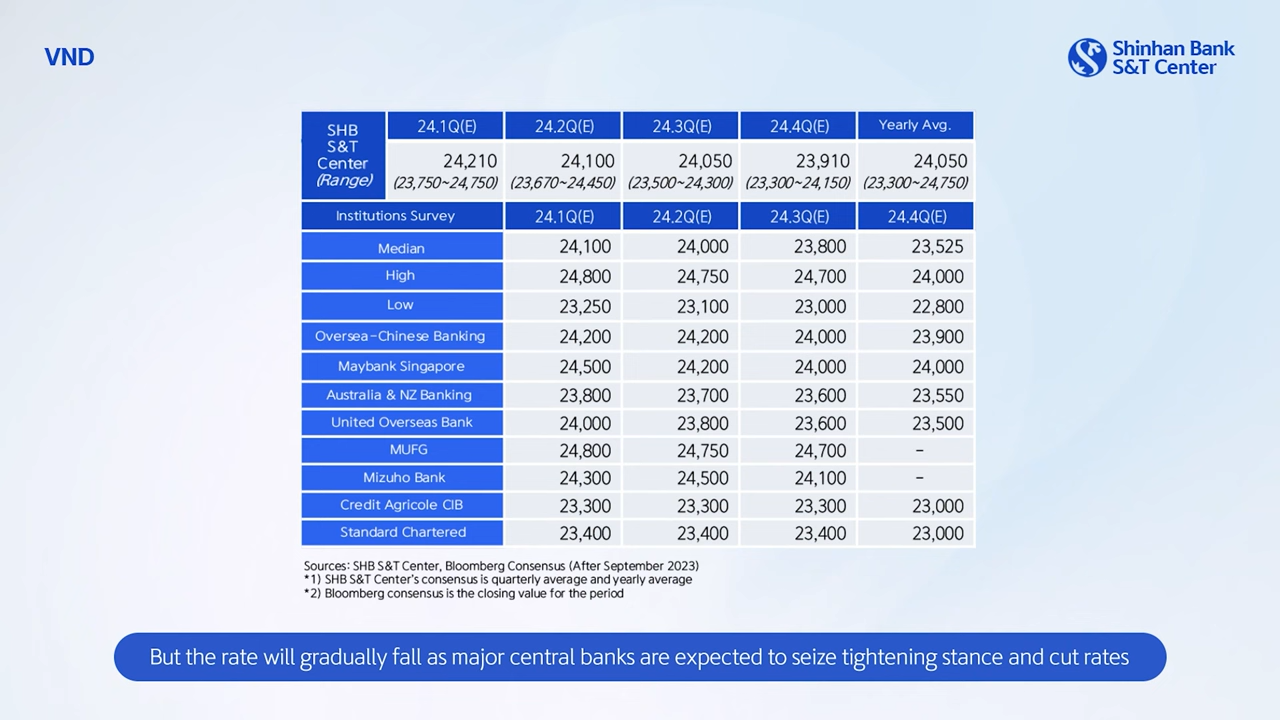 VND
Shinhan Bank
S&T Center
SHB
S&T
Center
(Range)
24.1Q(E) 24.2Q(E) 24.3Q(E) 24.4Q(E) Yearly Avg.
24,210 24,100 24,050 23,910 24,050
(23,750~24,750) (23,670~24,450) (23,500~24,300) (23,300~24,150) (23,300~24,750)
Institutions Survey 24.1Q(E) 24.2Q(E) 24.3Q(E) 24.4Q(E)
Median 24,100 24,000 23,800 23,525
High 24,800 24,750 24,700 24,000
Low 23,250 23,100 23,000 22,800
Oversea-Chinese Banking 24,200 24,200 24,000 23,900
Maybank Singapore 24,500 24,200 24,000 24,000
Australia & NZ Banking 23,800 23,700 23,600 23,550
United Overseas Bank 24,000 23,800 23,600 23,500
MUFG 24,800 24,750 24,700 -
Mizuho Bank 24,300 24,500 24,100 -
Credit Agricole CIB 23,300 23,300 23,300 23,000
Standard Chartered 23,400 23,400 23,400 23,000
Sources: SHB S&T Center, Bloomberg Consensus (After September 2023)
*1) SHB S&T Center's consensus is quarterly average and yearly average
*2) Bloomberg consensus is the closing value for the period
But the rate will gradually fall as major central banks are expected to seize tightening stance and cut rates